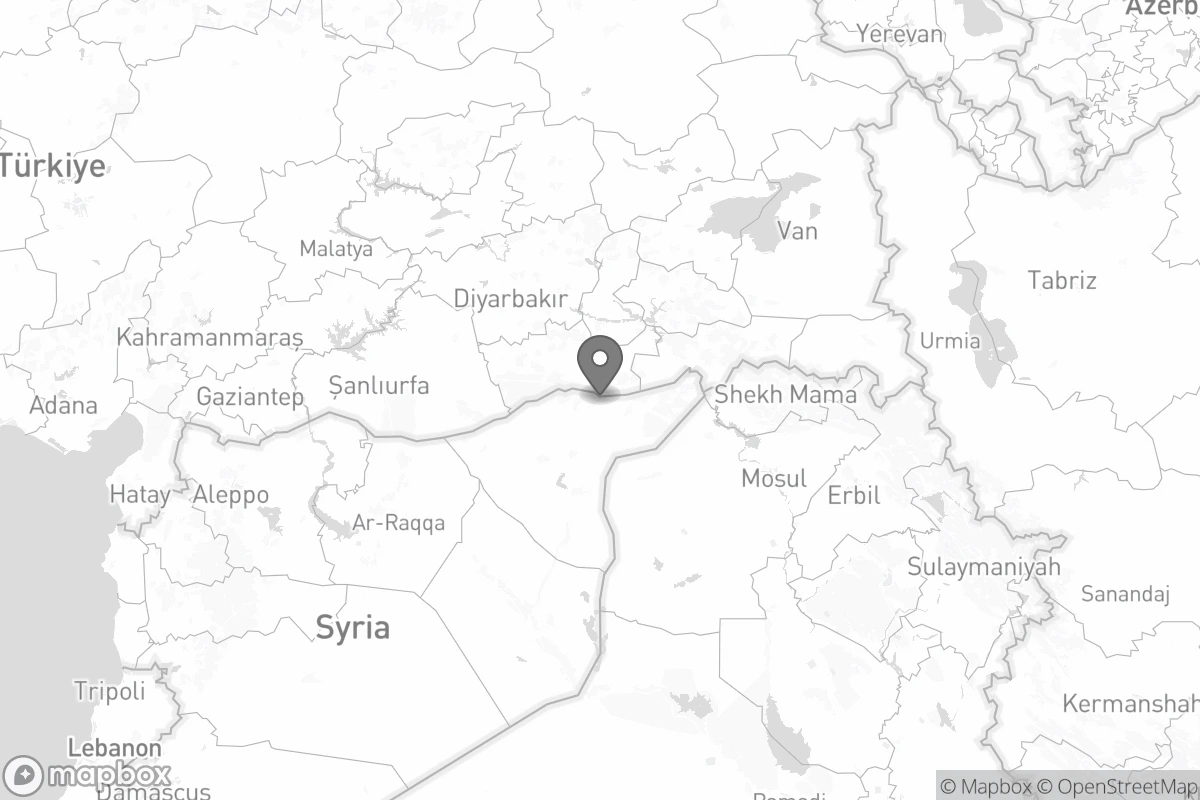 Azerb
Yerevan
Türkiye
Van
Malatya
Tabriz
Diyarbakır
Kahramanmaraş
Urmia
Şanlıurfa
Gaziantep
Shekh Mama
Adana
Mosul
Hatay
Aleppo
Erbil
Ar-Raqqa
Sulaymaniyah
Sanandaj
Syria
Tripoli
Kermanshah
Lebanon
mapbox
Damascus
Ramadi
© Mapbox © OpenStreetMap